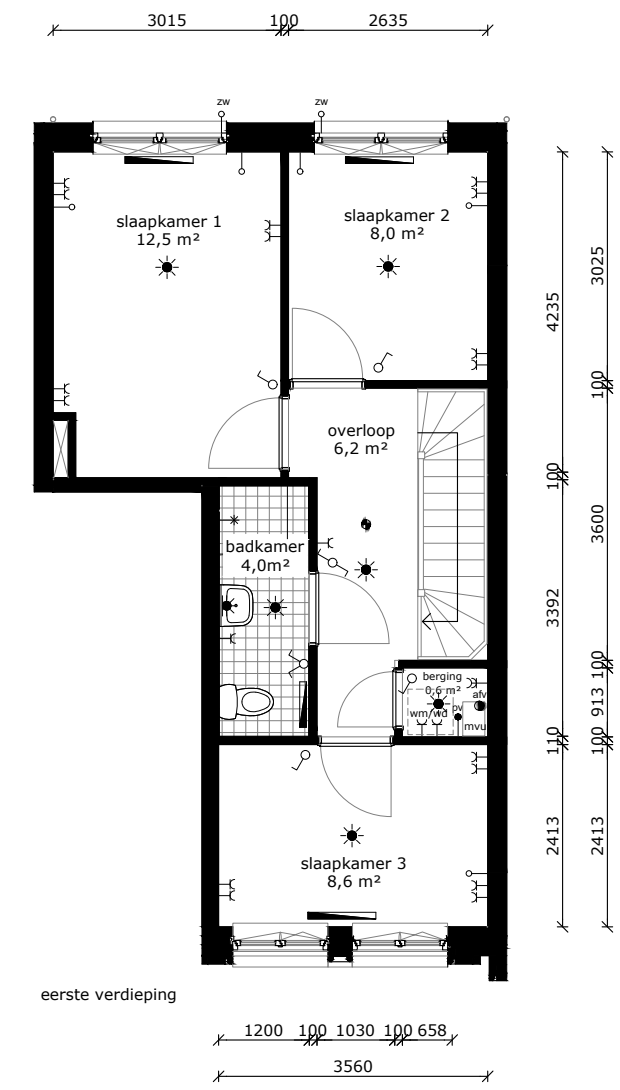 3015
100
2635
zw
zw
slaapkamer 1
12,5 m²
slaapkamer 2
8,0 m²
3025
4235
100
overloop
6,2 m²
100
3600
badkamer
4,0m²
3392
100
berging
0,6 m²
afv
pv
wm/wd
mvu
913
110
100
2413
2413
slaapkamer 3
8,6 m²
eerste verdieping
1200
100
1030
100
658
3560